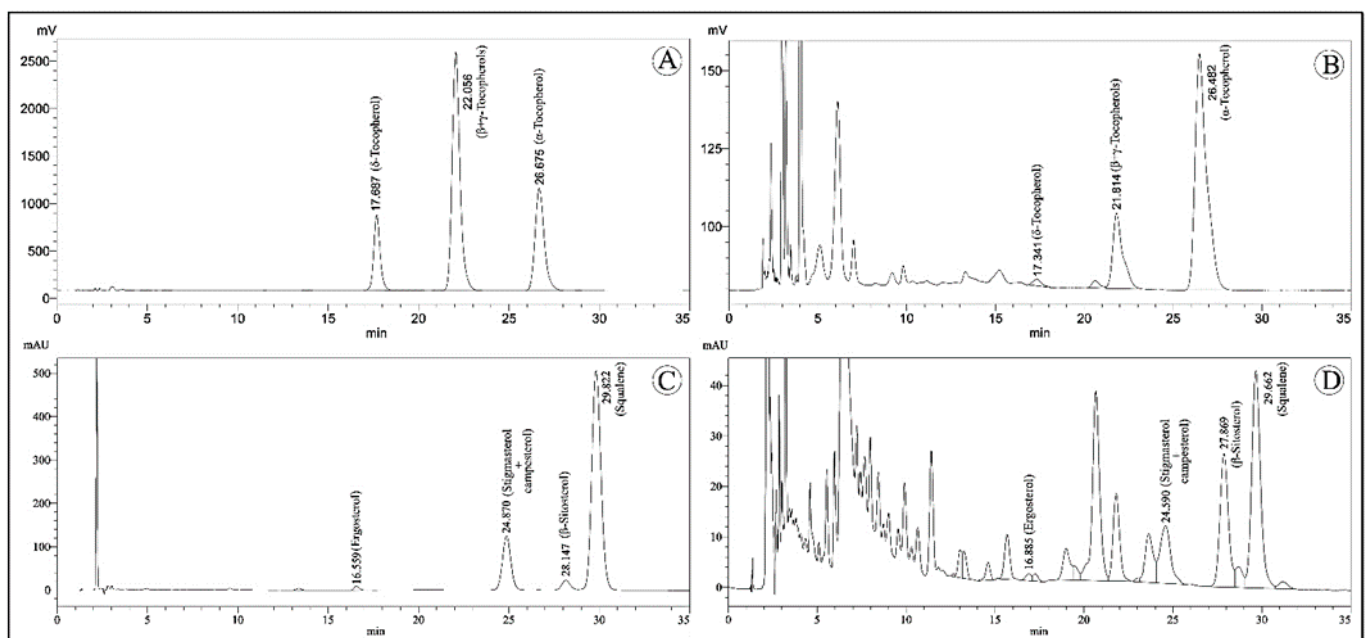 mV
A
2500
2000
1500
1000
500
0
17.687 (δ-Tocopherol)
22.056
(β+γ-Tocopherols)
26.675 (α-Tocopherol)
0 5 10 15 20 25 30 35
min
mV
B
150
125
100
17.341 (δ-Tocopherol)
21.814 (β+γ-Tocopherols)
26.482
(α-Tocopherol)
0 5 10 15 20 25 30 35
min
mAU
C
500
400
300
200
100
0
16.559 (Ergosterol)
24.870 (Stigmasterol
+
campesterol)
28.147 (β-Sitosterol)
29.822
(Squalene)
0 5 10 15 20 25 30 35
min
mAU
D
40
30
20
10
0
16.885 (Ergosterol)
24.590 (Stigmasterol
+
campesterol)
27.869
(β-Sitosterol)
29.662
(Squalene)
0 5 10 15 20 25 30 35
min